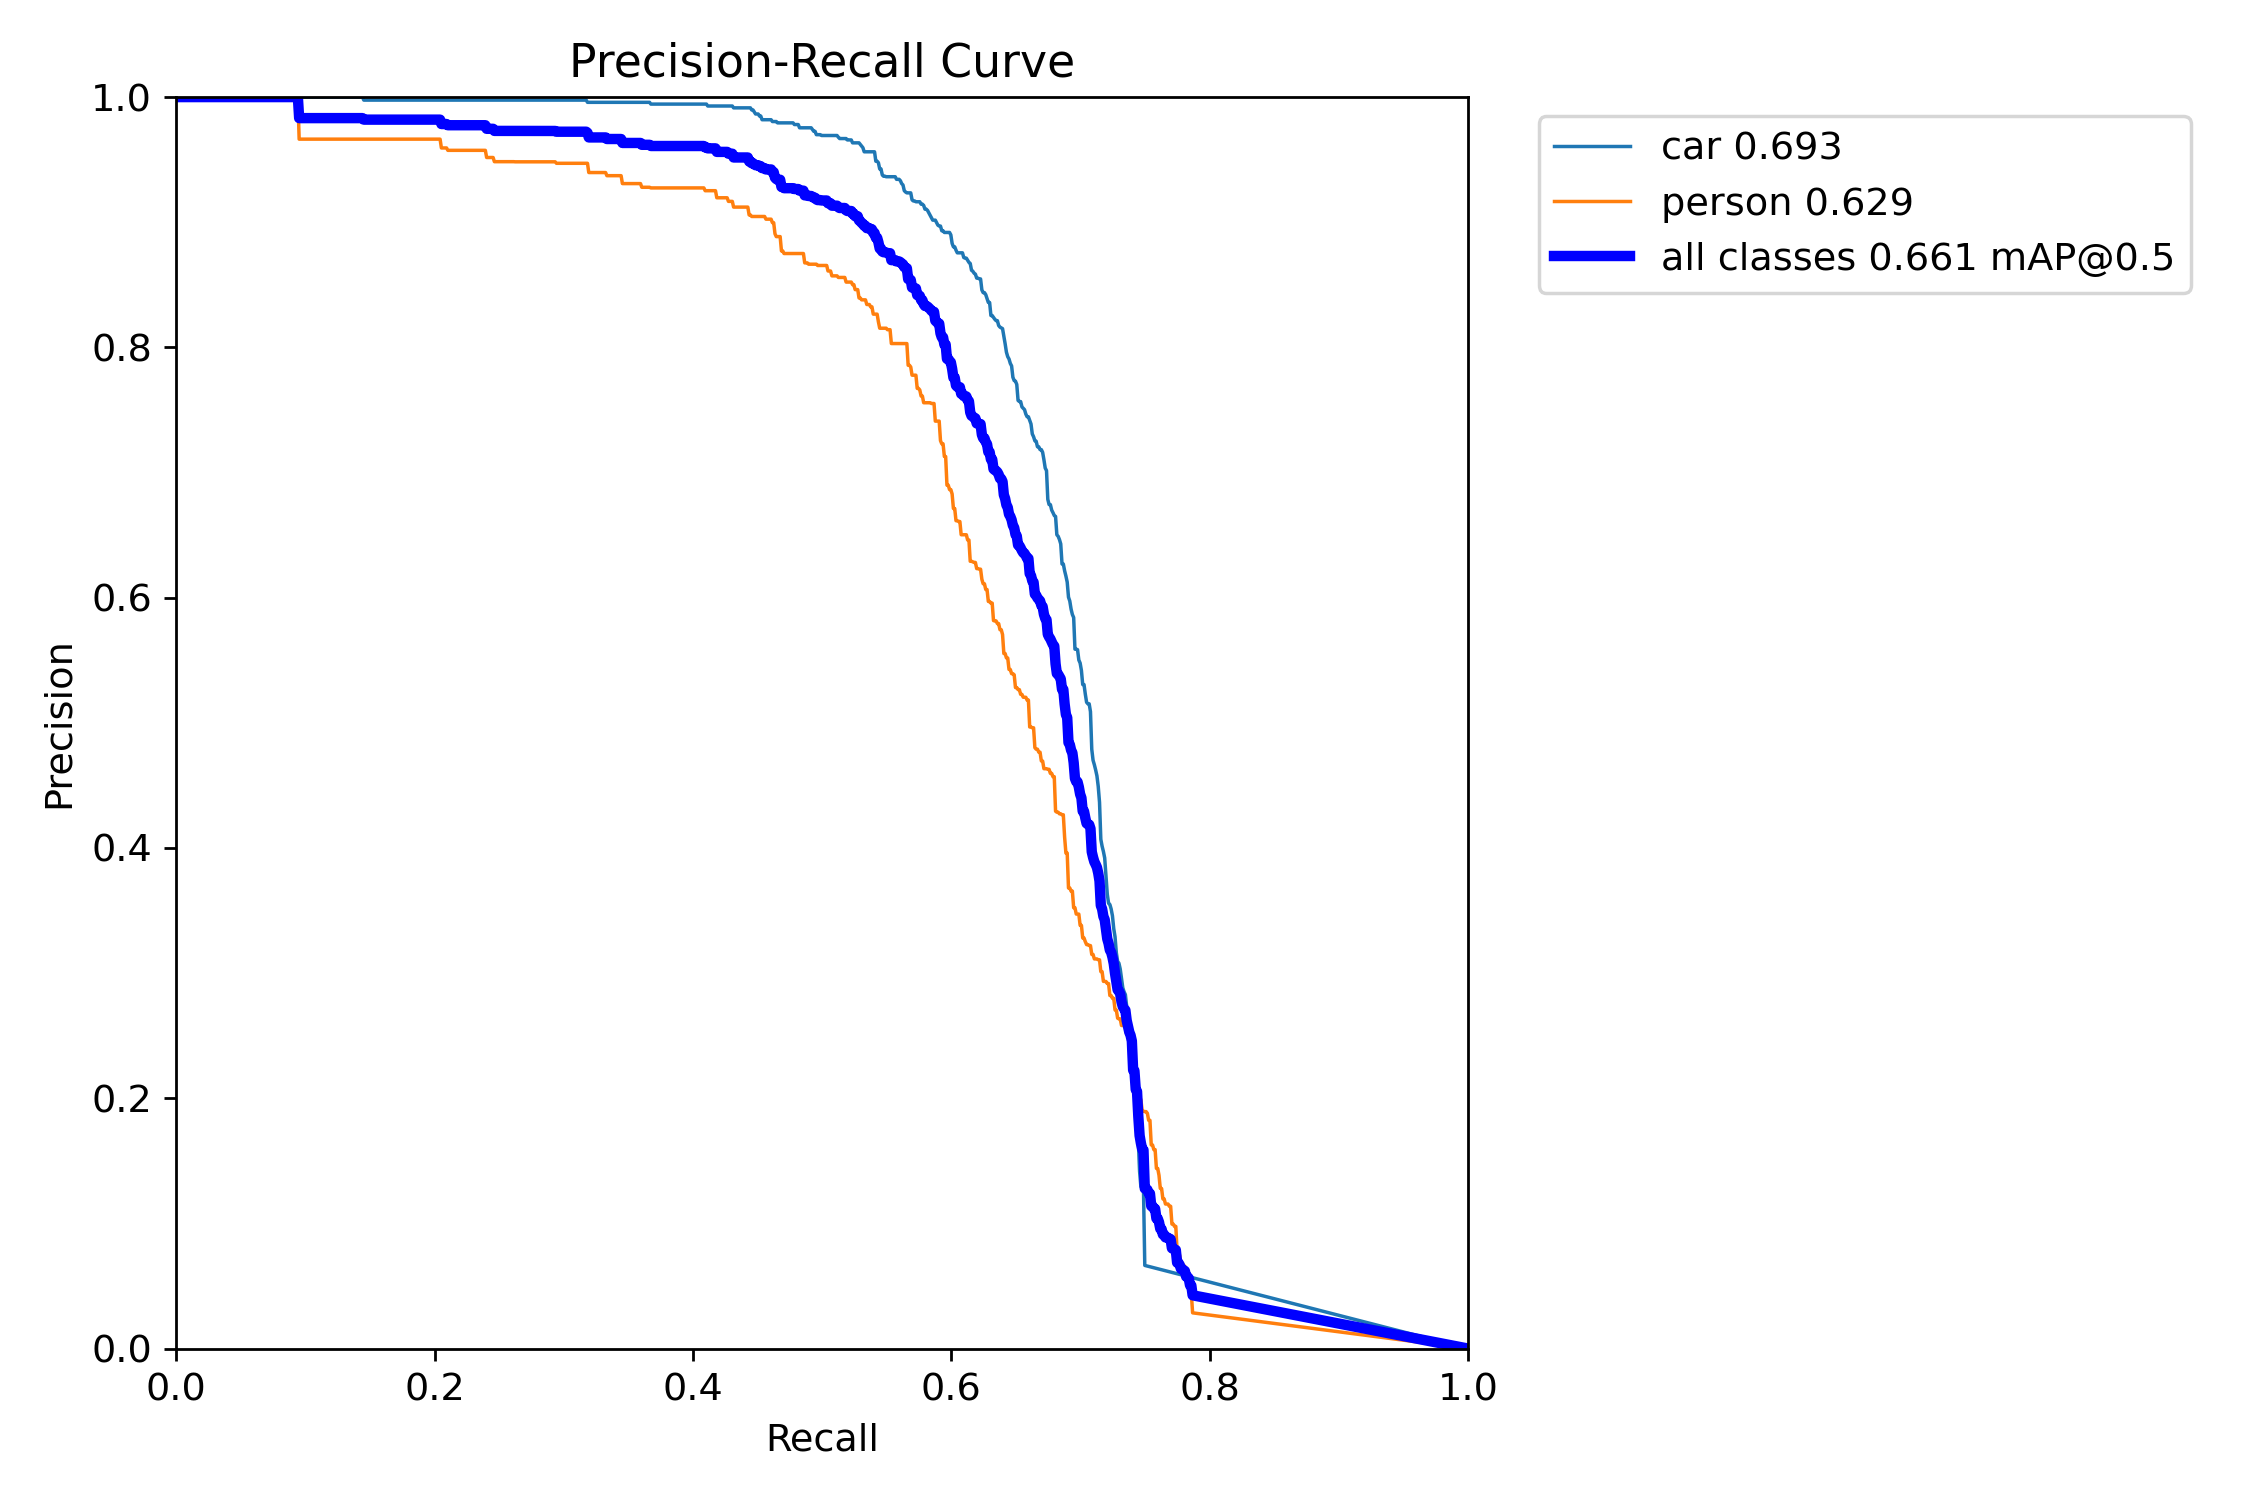 Precision-Recall Curve
1.0
0.8
0.6
0.4
0.2
0.0
Precision
0.0 0.2 0.4 0.6 0.8 1.0
Recall
car 0.693
person 0.629
all classes 0.661 mAP@0.5